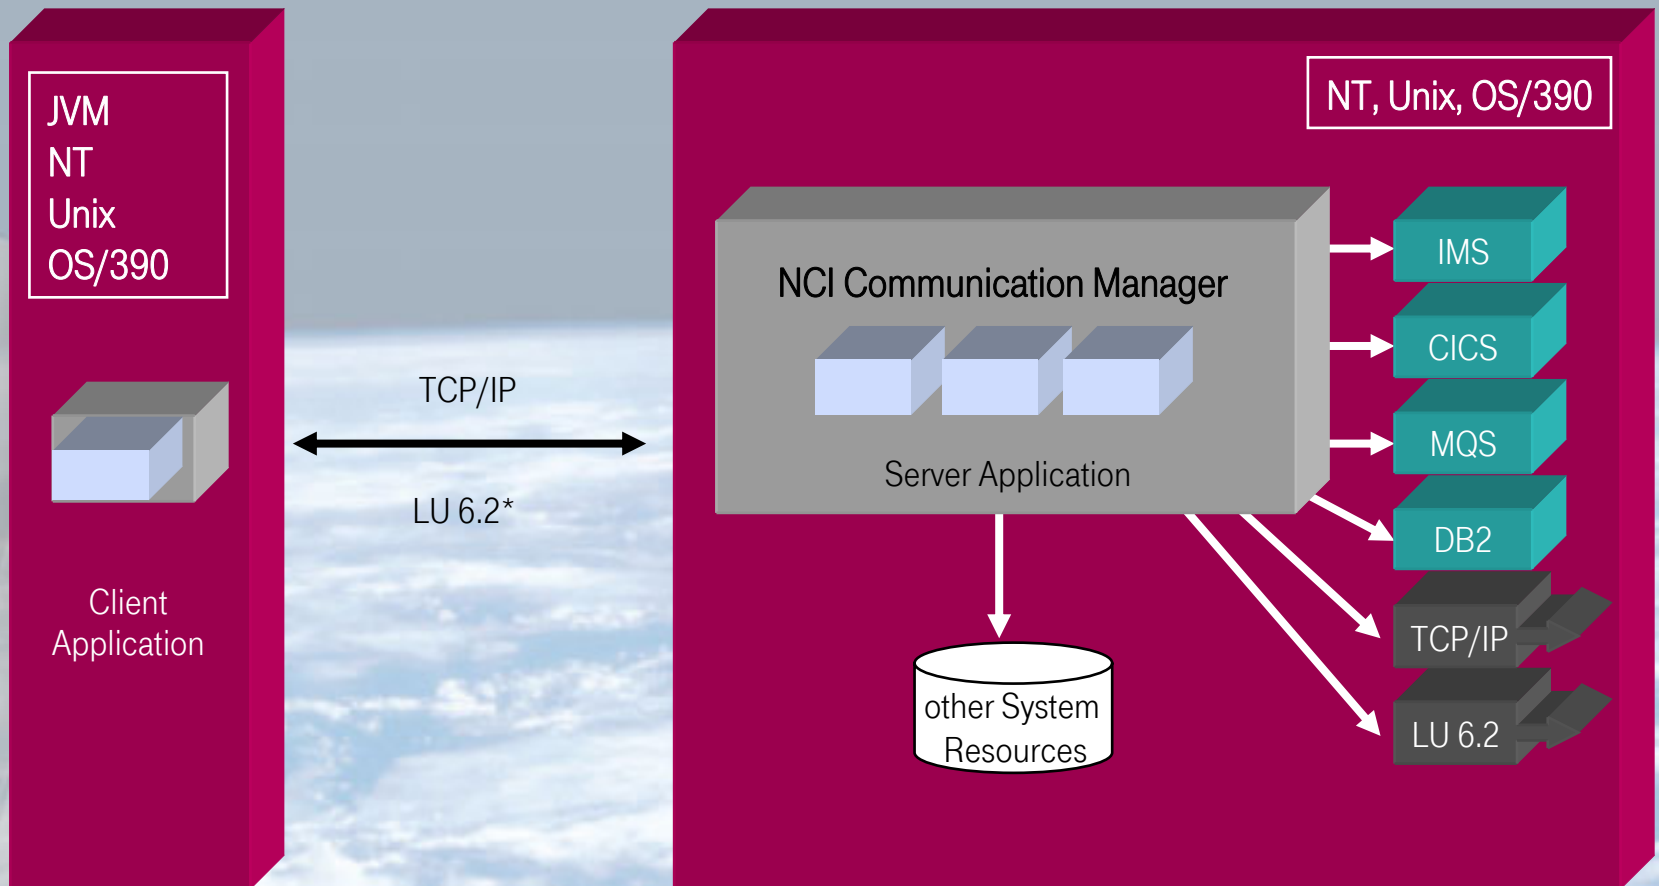 JVM
NT
Unix
OS/390
Client
Application
TCP/IP
LU 6.2*
NT, Unix, OS/390
NCI Communication Manager
Server Application
other System
Resources
IMS
CICS
MQS
DB2
TCP/IP
LU 6.2